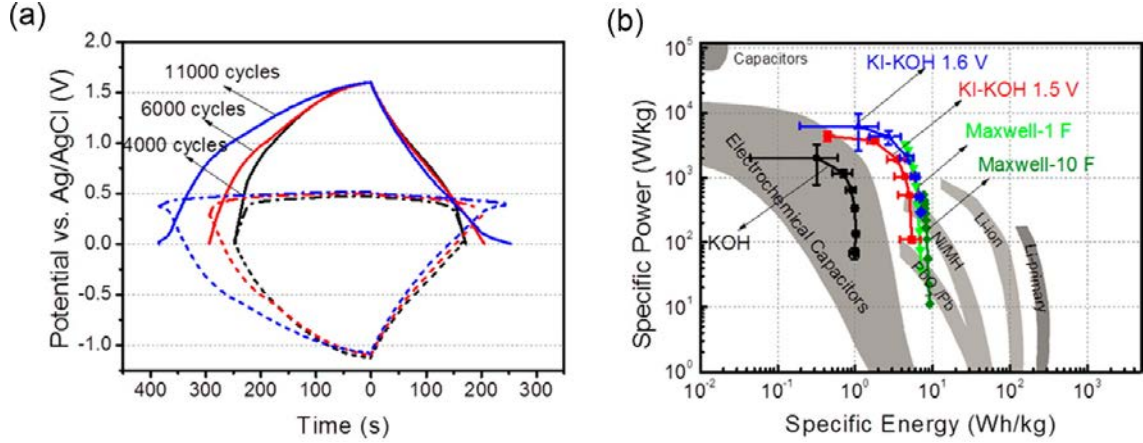 (a)
2.0
1.5
1.0
0.5
0.0
-0.5
-1.0
Potential vs. Ag/AgCl (V)
11000 cycles
6000 cycles
4000 cycles
400 300 200 100 0 100 200 300
Time (s)
(b)
10^5
10^4
10^3
10^2
10^1
10^0
Specific Power (W/kg)
Capacitors
KI-KOH 1.6 V
KI-KOH 1.5 V
Maxwell-1 F
Maxwell-10 F
Electrochemical Capacitors
KOH
PbO2/Pb
Ni/MH
Li-ion
Li-primary
10^-2 10^-1 10^0 10^1 10^2 10^3
Specific Energy (Wh/kg)